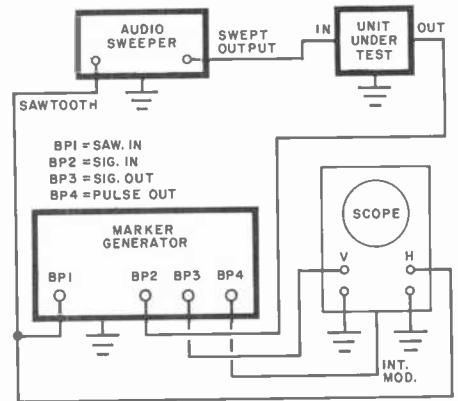 AUDIO
SWEEPER
SWEPT
OUTPUT
IN
UNIT
UNDER
TEST
OUT
SAWTOOTH
BP1 = SAW. IN
BP2 = SIG. IN
BP3 = SIG. OUT
BP4 = PULSE OUT
MARKER
GENERATOR
BP1 BP2 BP3 BP4
SCOPE
V H
INT.
MOD.